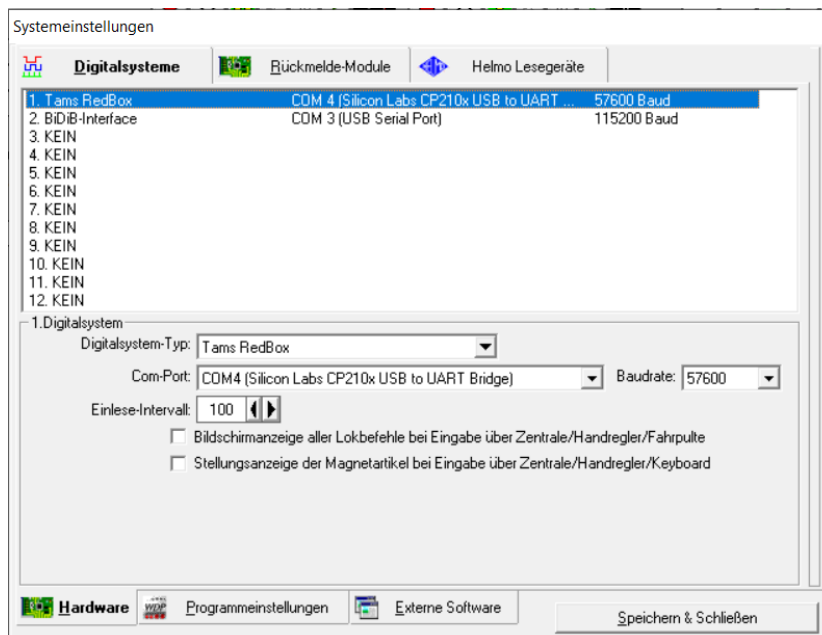 Systemeinstellungen
Digitalsysteme Rückmelde-Module Helmo Lesegeräte
1. Tams RedBox COM 4 (Silicon Labs CP210x USB to UART ... 57600 Baud
2. BiDiB-Interface COM 3 (USB Serial Port) 115200 Baud
3. KEIN
4. KEIN
5. KEIN
6. KEIN
7. KEIN
8. KEIN
9. KEIN
10. KEIN
11. KEIN
12. KEIN
1.Digitalsystem
Digitalsystem-Typ: Tams RedBox
Com-Port: COM4 (Silicon Labs CP210x USB to UART Bridge) Baudrate: 57600
Einlese-Intervall: 100
Bildschirmanzeige aller Lokbefehle bei Eingabe über Zentrale/Handregler/Fahrpulte
Stellungsanzeige der Magnetartikel bei Eingabe über Zentrale/Handregler/Keyboard
Hardware WDP Programmeinstellungen Externe Software Speichern & Schließen